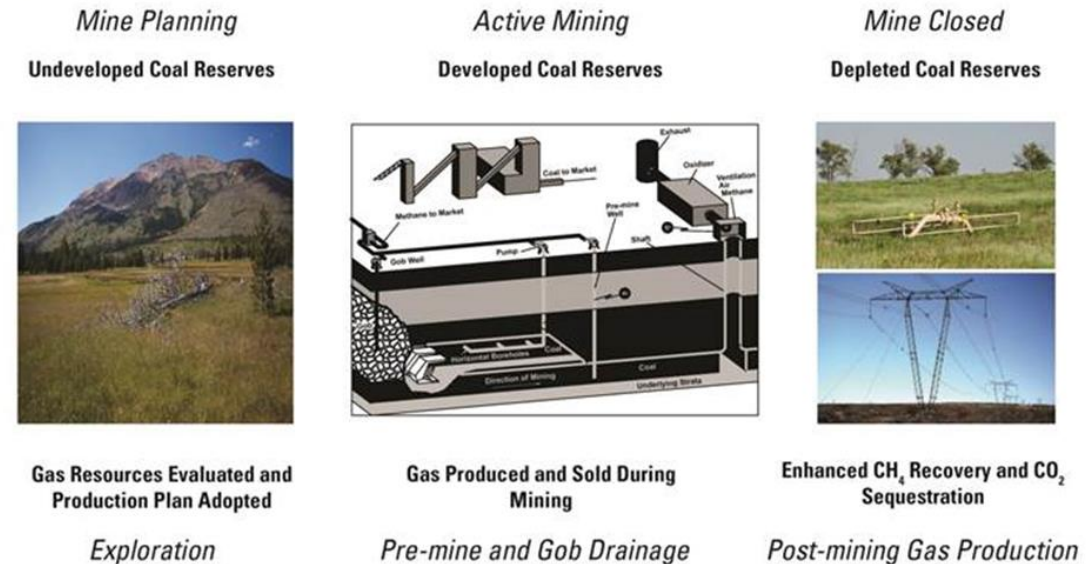 Mine Planning
Undeveloped Coal Reserves
Gas Resources Evaluated and
Production Plan Adopted
Exploration
Active Mining
Developed Coal Reserves
Exhaust
Oxidizer
Coal to Market
Ventilation
Air
Methane
Methane to Market
Pre-mine
Well
Gob Well
Pump
Shaft
Horizontal Boreholes
Coal
Direction of Mining
Coal
Underlying Strata
Gas Produced and Sold During
Mining
Pre-mine and Gob Drainage
Mine Closed
Depleted Coal Reserves
Enhanced CH₄ Recovery and CO₂
Sequestration
Post-mining Gas Production